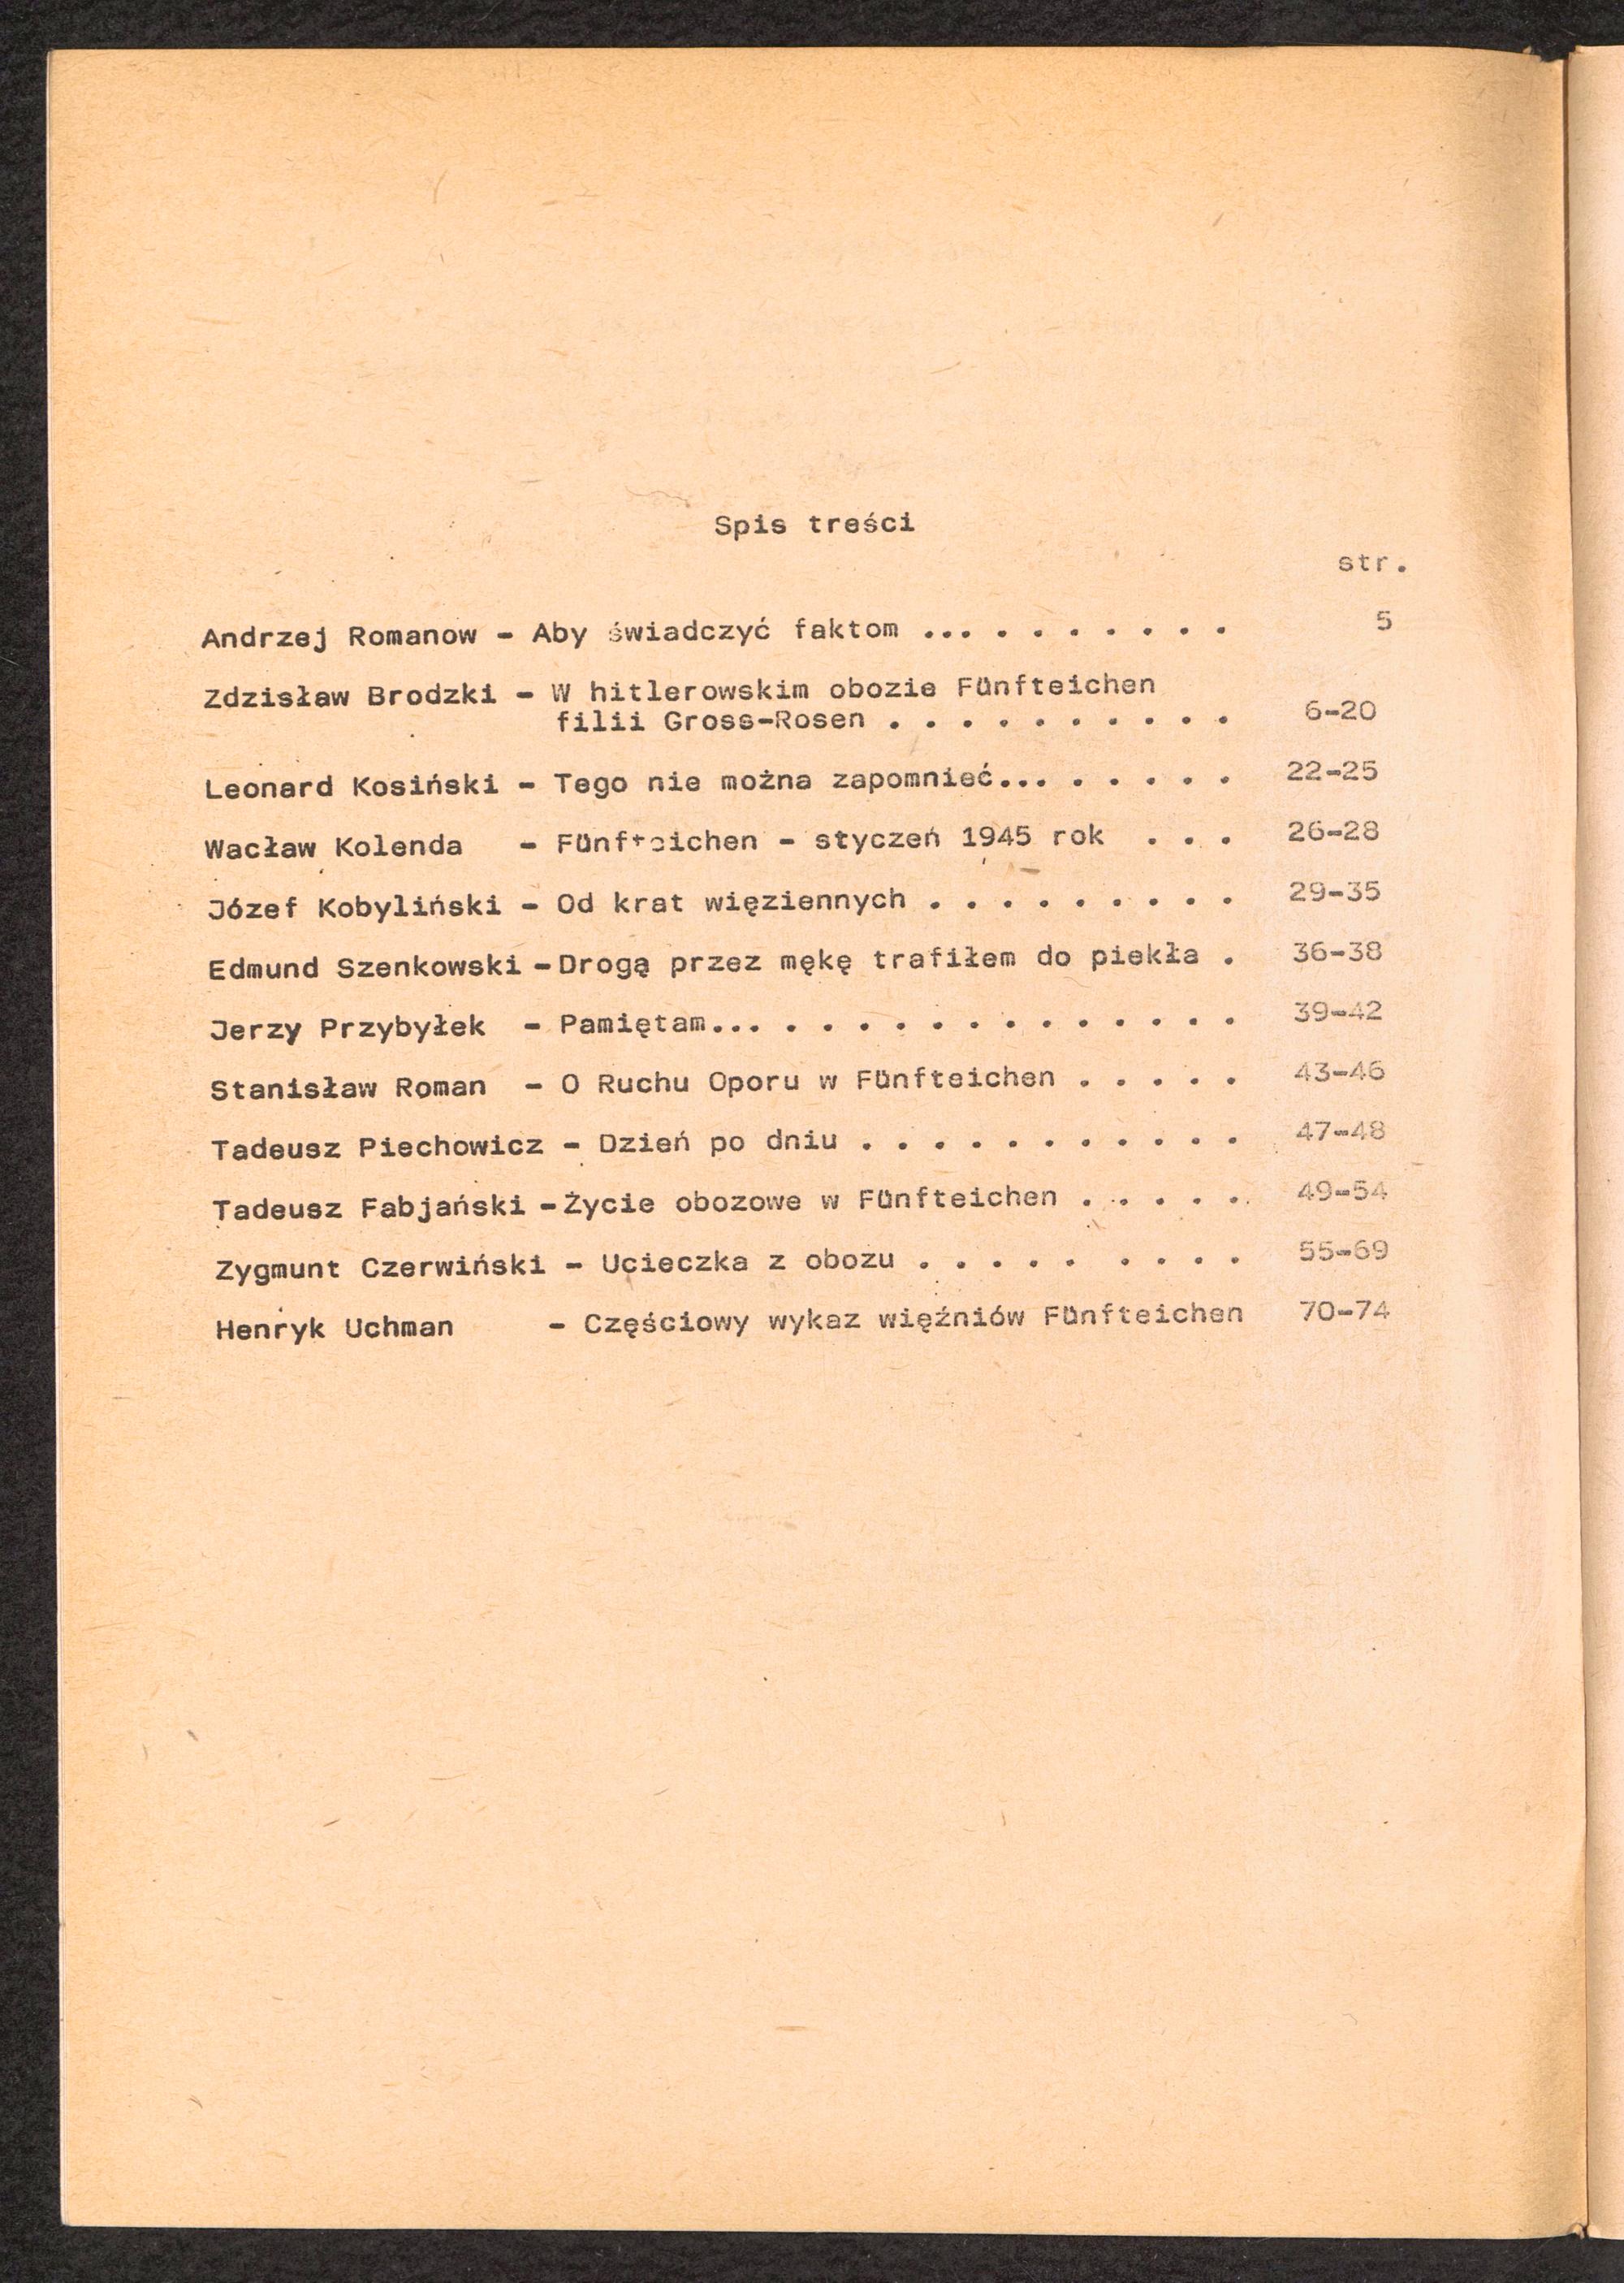 Spis treści
str.
Andrzej Romanow - Aby świadczyć faktom ... . . . . . . . 5
Zdzisław Brodzki - W hitlerowskim obozie Fünfteichen
filii Gross-Rosen . . . . . . . . . . 6-20
Leonard Kosiński - Tego nie można zapomnieć... . . . . . 22-25
Wacław Kolenda - Fünfteichen - styczeń 1945 rok . . . 26-28
Józef Kobyliński - Od krat więziennych . . . . . . . . . 29-35
Edmund Szenkowski - Drogą przez mękę trafiłem do piekła . 36-38
Jerzy Przybyłek - Pamiętam... . . . . . . . . . . . . . 39-42
Stanisław Roman - O Ruchu Oporu w Fünfteichen . . . . . 43-46
Tadeusz Piechowicz - Dzień po dniu . . . . . . . . . . . 47-48
Tadeusz Fabjański - Życie obozowe w Fünfteichen . . . . . 49-54
Zygmunt Czerwiński - Ucieczka z obozu . . . . . . . . . 55-69
Henryk Uchman - Częściowy wykaz więźniów Fünfteichen 70-74